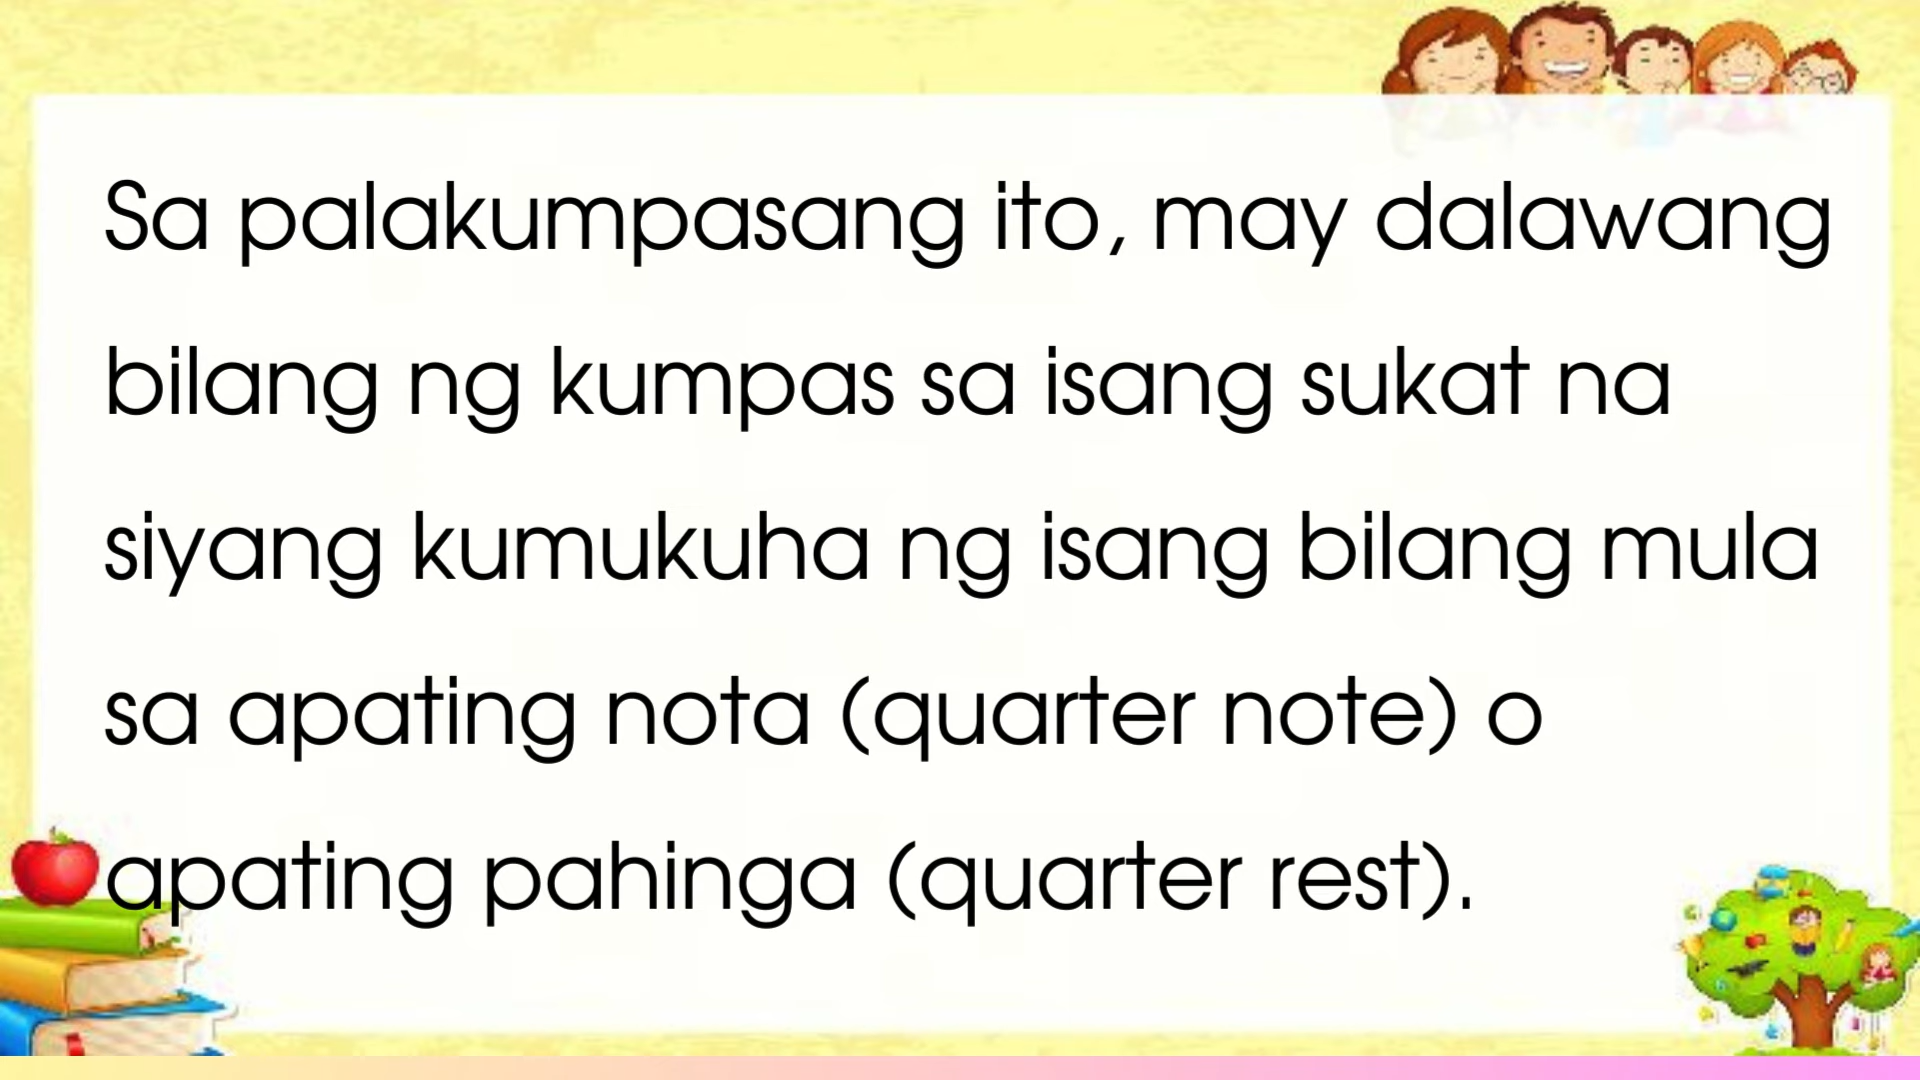 Sa palakumpasang ito, may dalawang
bilang ng kumpas sa isang sukat na
siyang kumukuha ng isang bilang mula
sa apating nota (quarter note) o
apating pahinga (quarter rest).